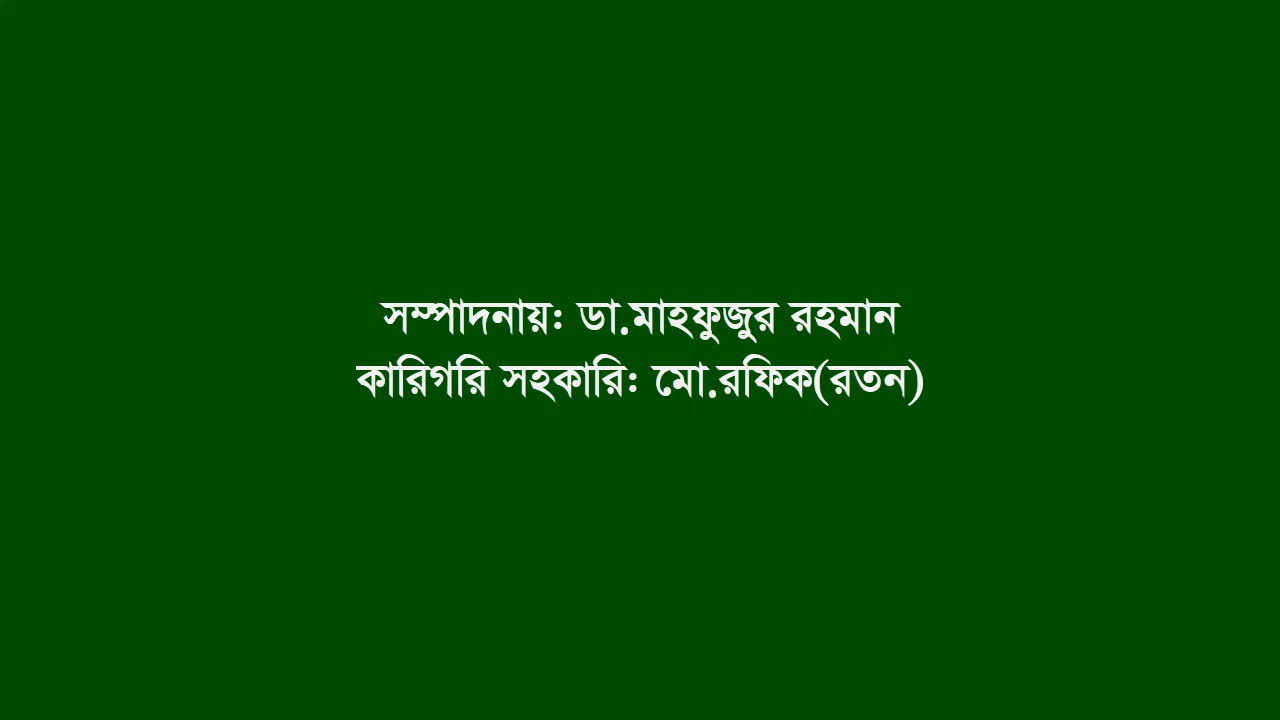 সম্পাদনায়: ডা.মাহফুজুর রহমান
কারিগরি সহকারি: মো.রফিক(রতন)